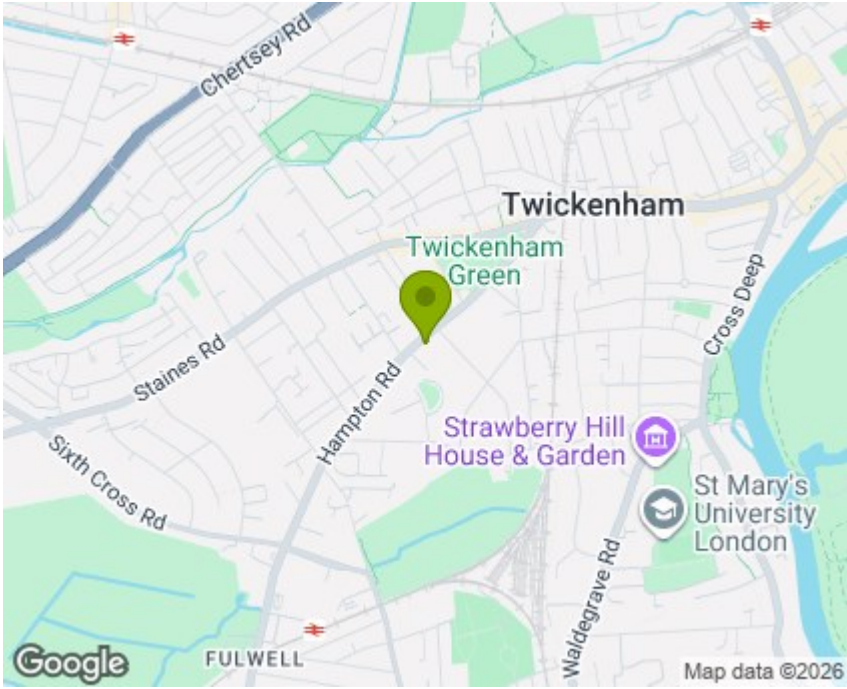 Chertsey Rd
Twickenham
Twickenham
Green
Cross Deep
Staines Rd
Hampton Rd
Strawberry Hill
House & Garden
Sixth Cross Rd
St Mary's
University
London
Waldegrave Rd
FULWELL
Google
Map data ©2026